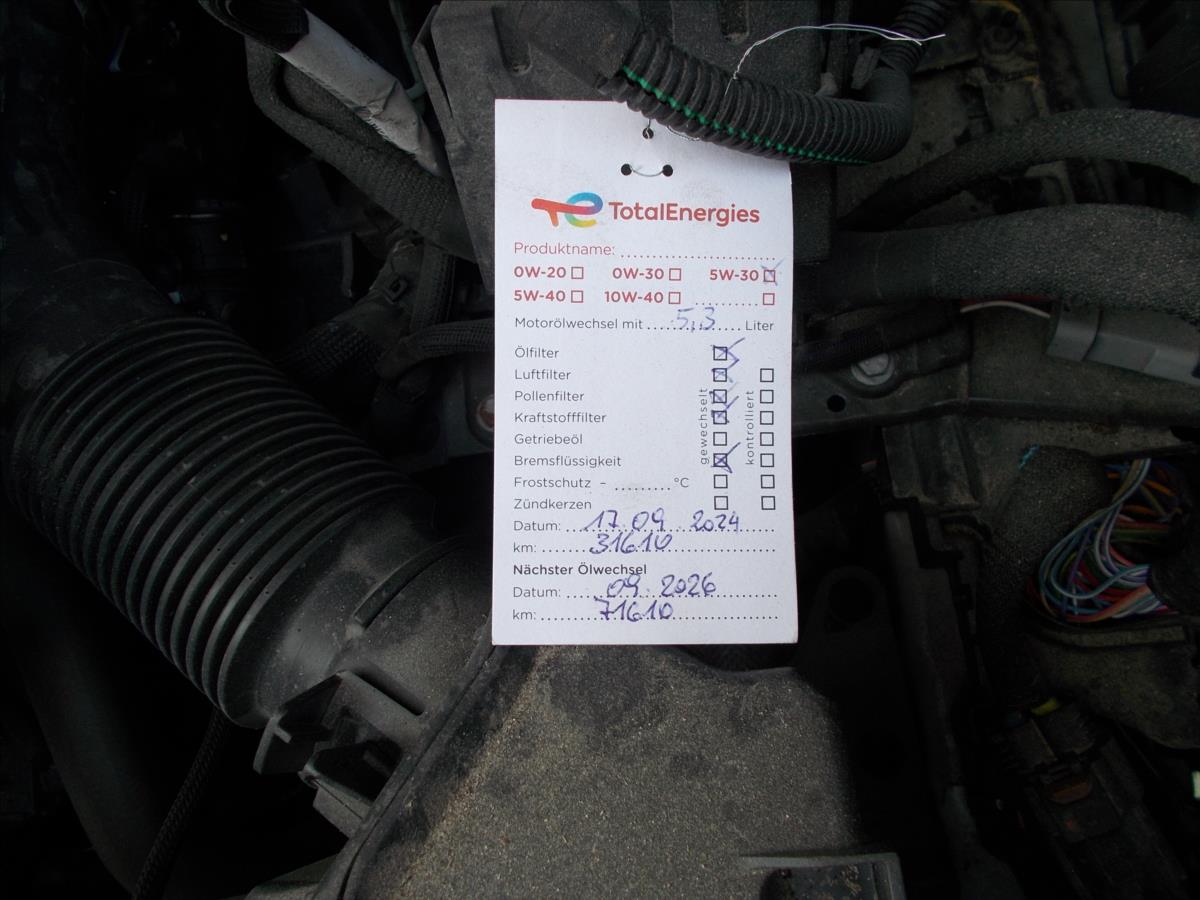 TotalEnergies
Produktname:
0W-20 0W-30 5W-30
5W-40 10W-40
Motorölwechsel mit 5,3 Liter
Ölfilter
Luftfilter
Pollenfilter
Kraftstofffilter
Getriebeöl
Bremsflüssigkeit
Frostschutz - °C
Zündkerzen
gewechselt
kontrolliert
Datum: 17.09.2024
km: 31610
Nächster Ölwechsel
Datum: 09.2026
km: 71610